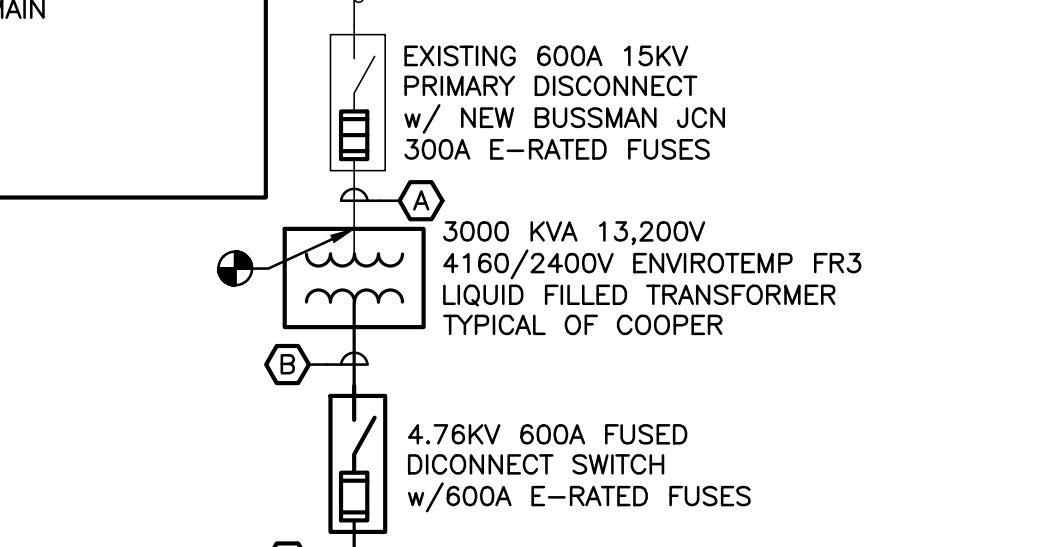 MAIN
EXISTING 600A 15KV
PRIMARY DISCONNECT
w/ NEW BUSSMAN JCN
300A E-RATED FUSES
A
3000 KVA 13,200V
4160/2400V ENVIROTEMP FR3
LIQUID FILLED TRANSFORMER
TYPICAL OF COOPER
B
4.76KV 600A FUSED
DICONNECT SWITCH
w/600A E-RATED FUSES